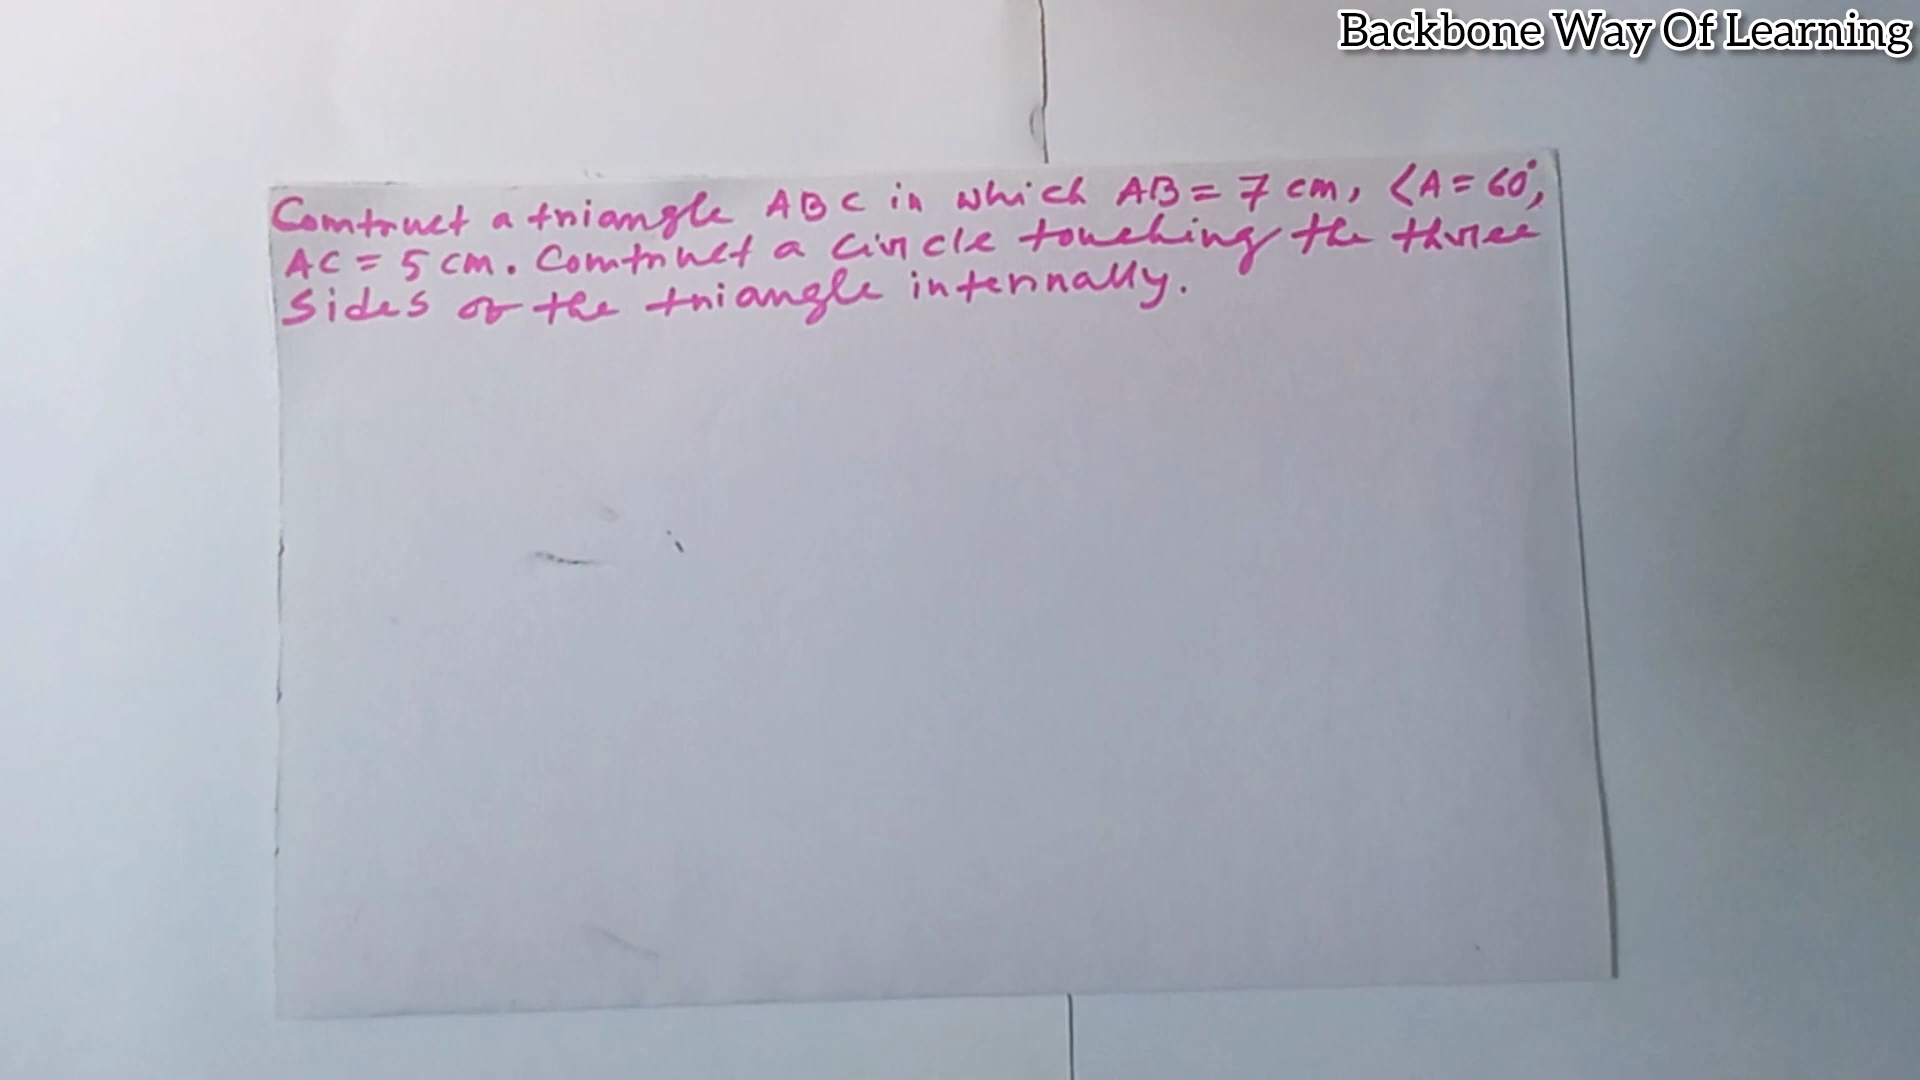 Backbone Way Of Learning
Construct a triangle ABC in which AB = 7 cm, <A = 60°,
AC = 5 cm. Construct a circle touching the three
sides of the triangle internally.